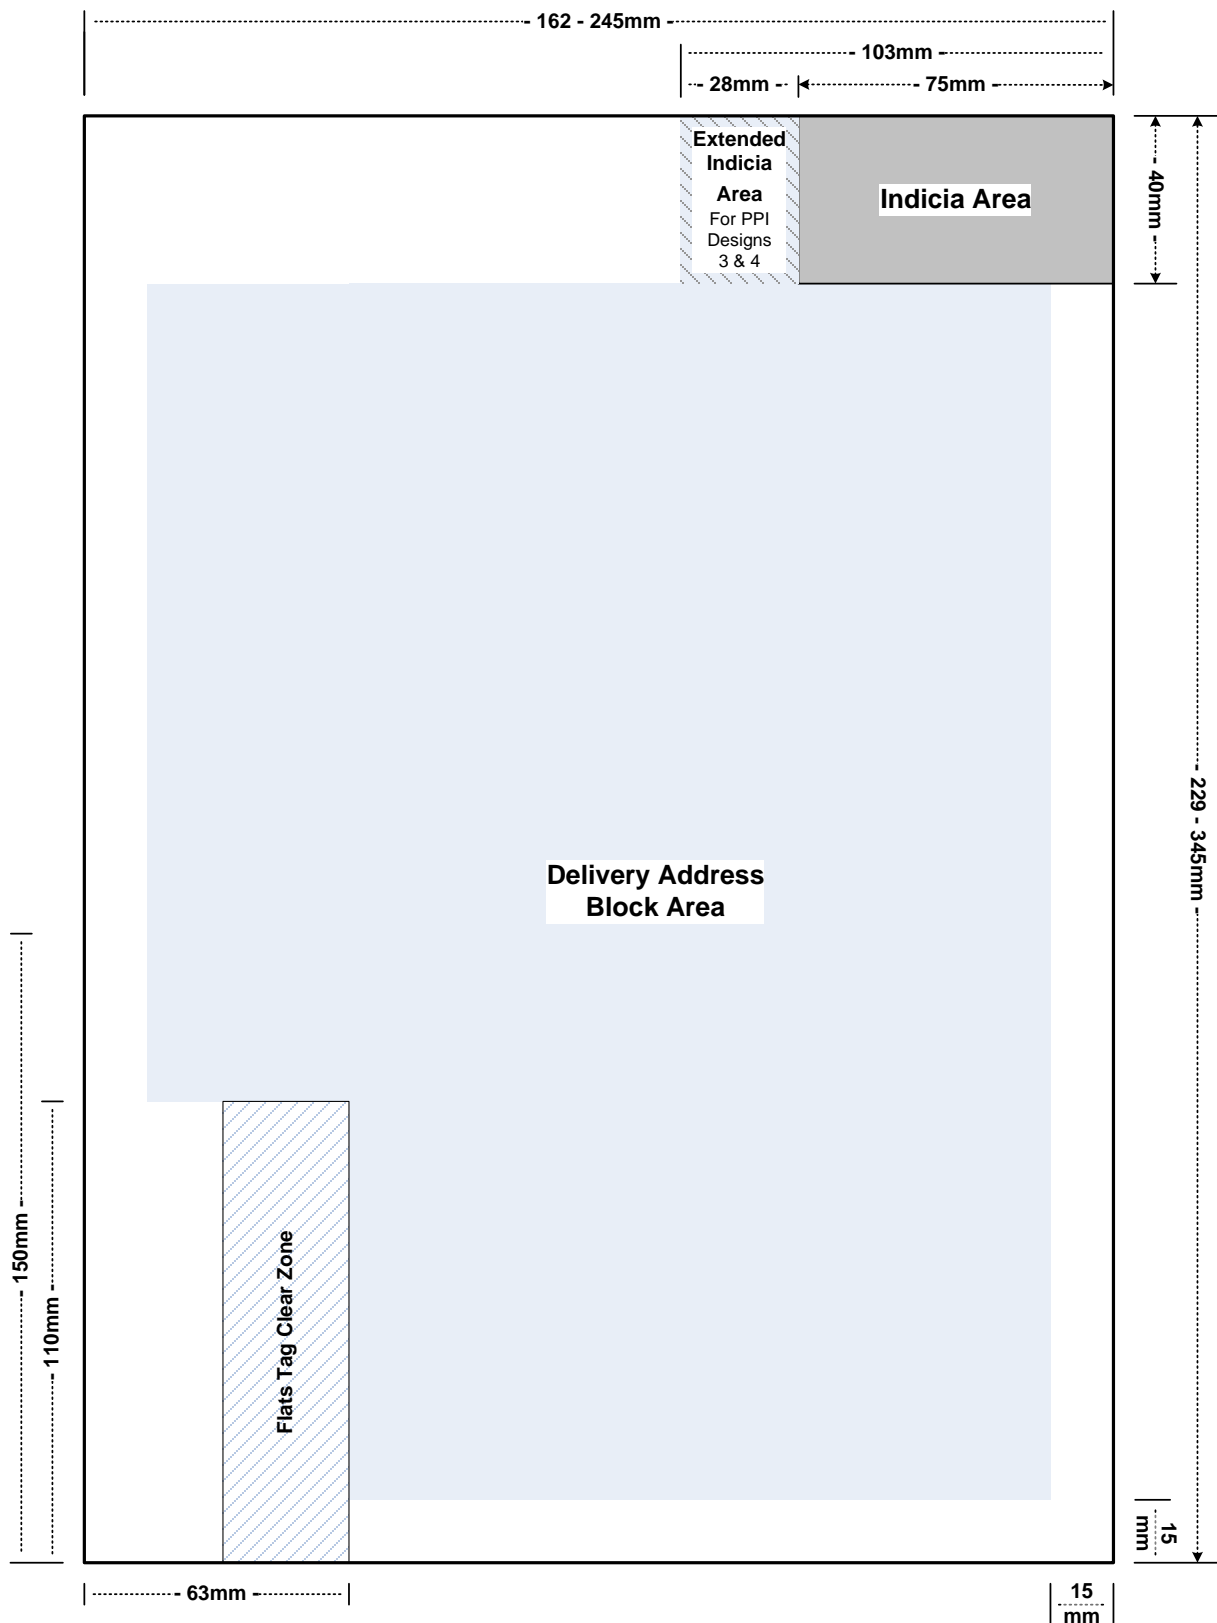 - 162 - 245mm -
- 103mm -
- 28mm -
- 75mm -
Extended
Indicia
Area
For PPI
Designs
3 & 4
Indicia Area
- 40mm -
- 229 - 345mm -
Delivery Address
Block Area
- 150mm -
- 110mm -
Flats Tag Clear Zone
15
mm
- 63mm -
15
mm